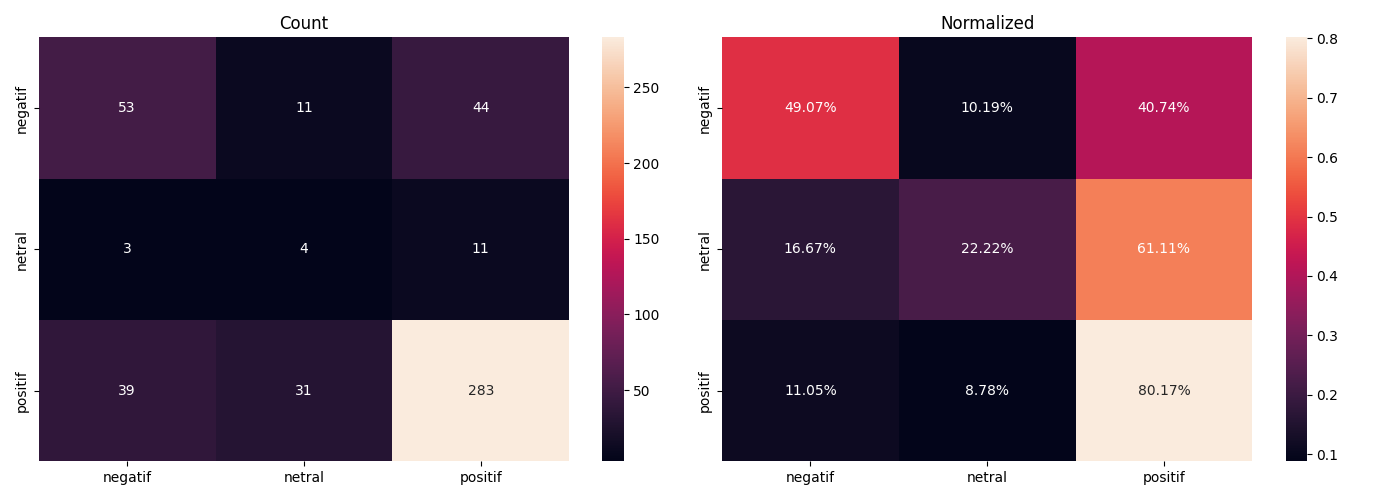 Count
negatif
netral
positif
53 11 44
3 4 11
39 31 283
negatif netral positif
250
200
150
100
50
Normalized
negatif
netral
positif
49.07% 10.19% 40.74%
16.67% 22.22% 61.11%
11.05% 8.78% 80.17%
negatif netral positif
0.8
0.7
0.6
0.5
0.4
0.3
0.2
0.1